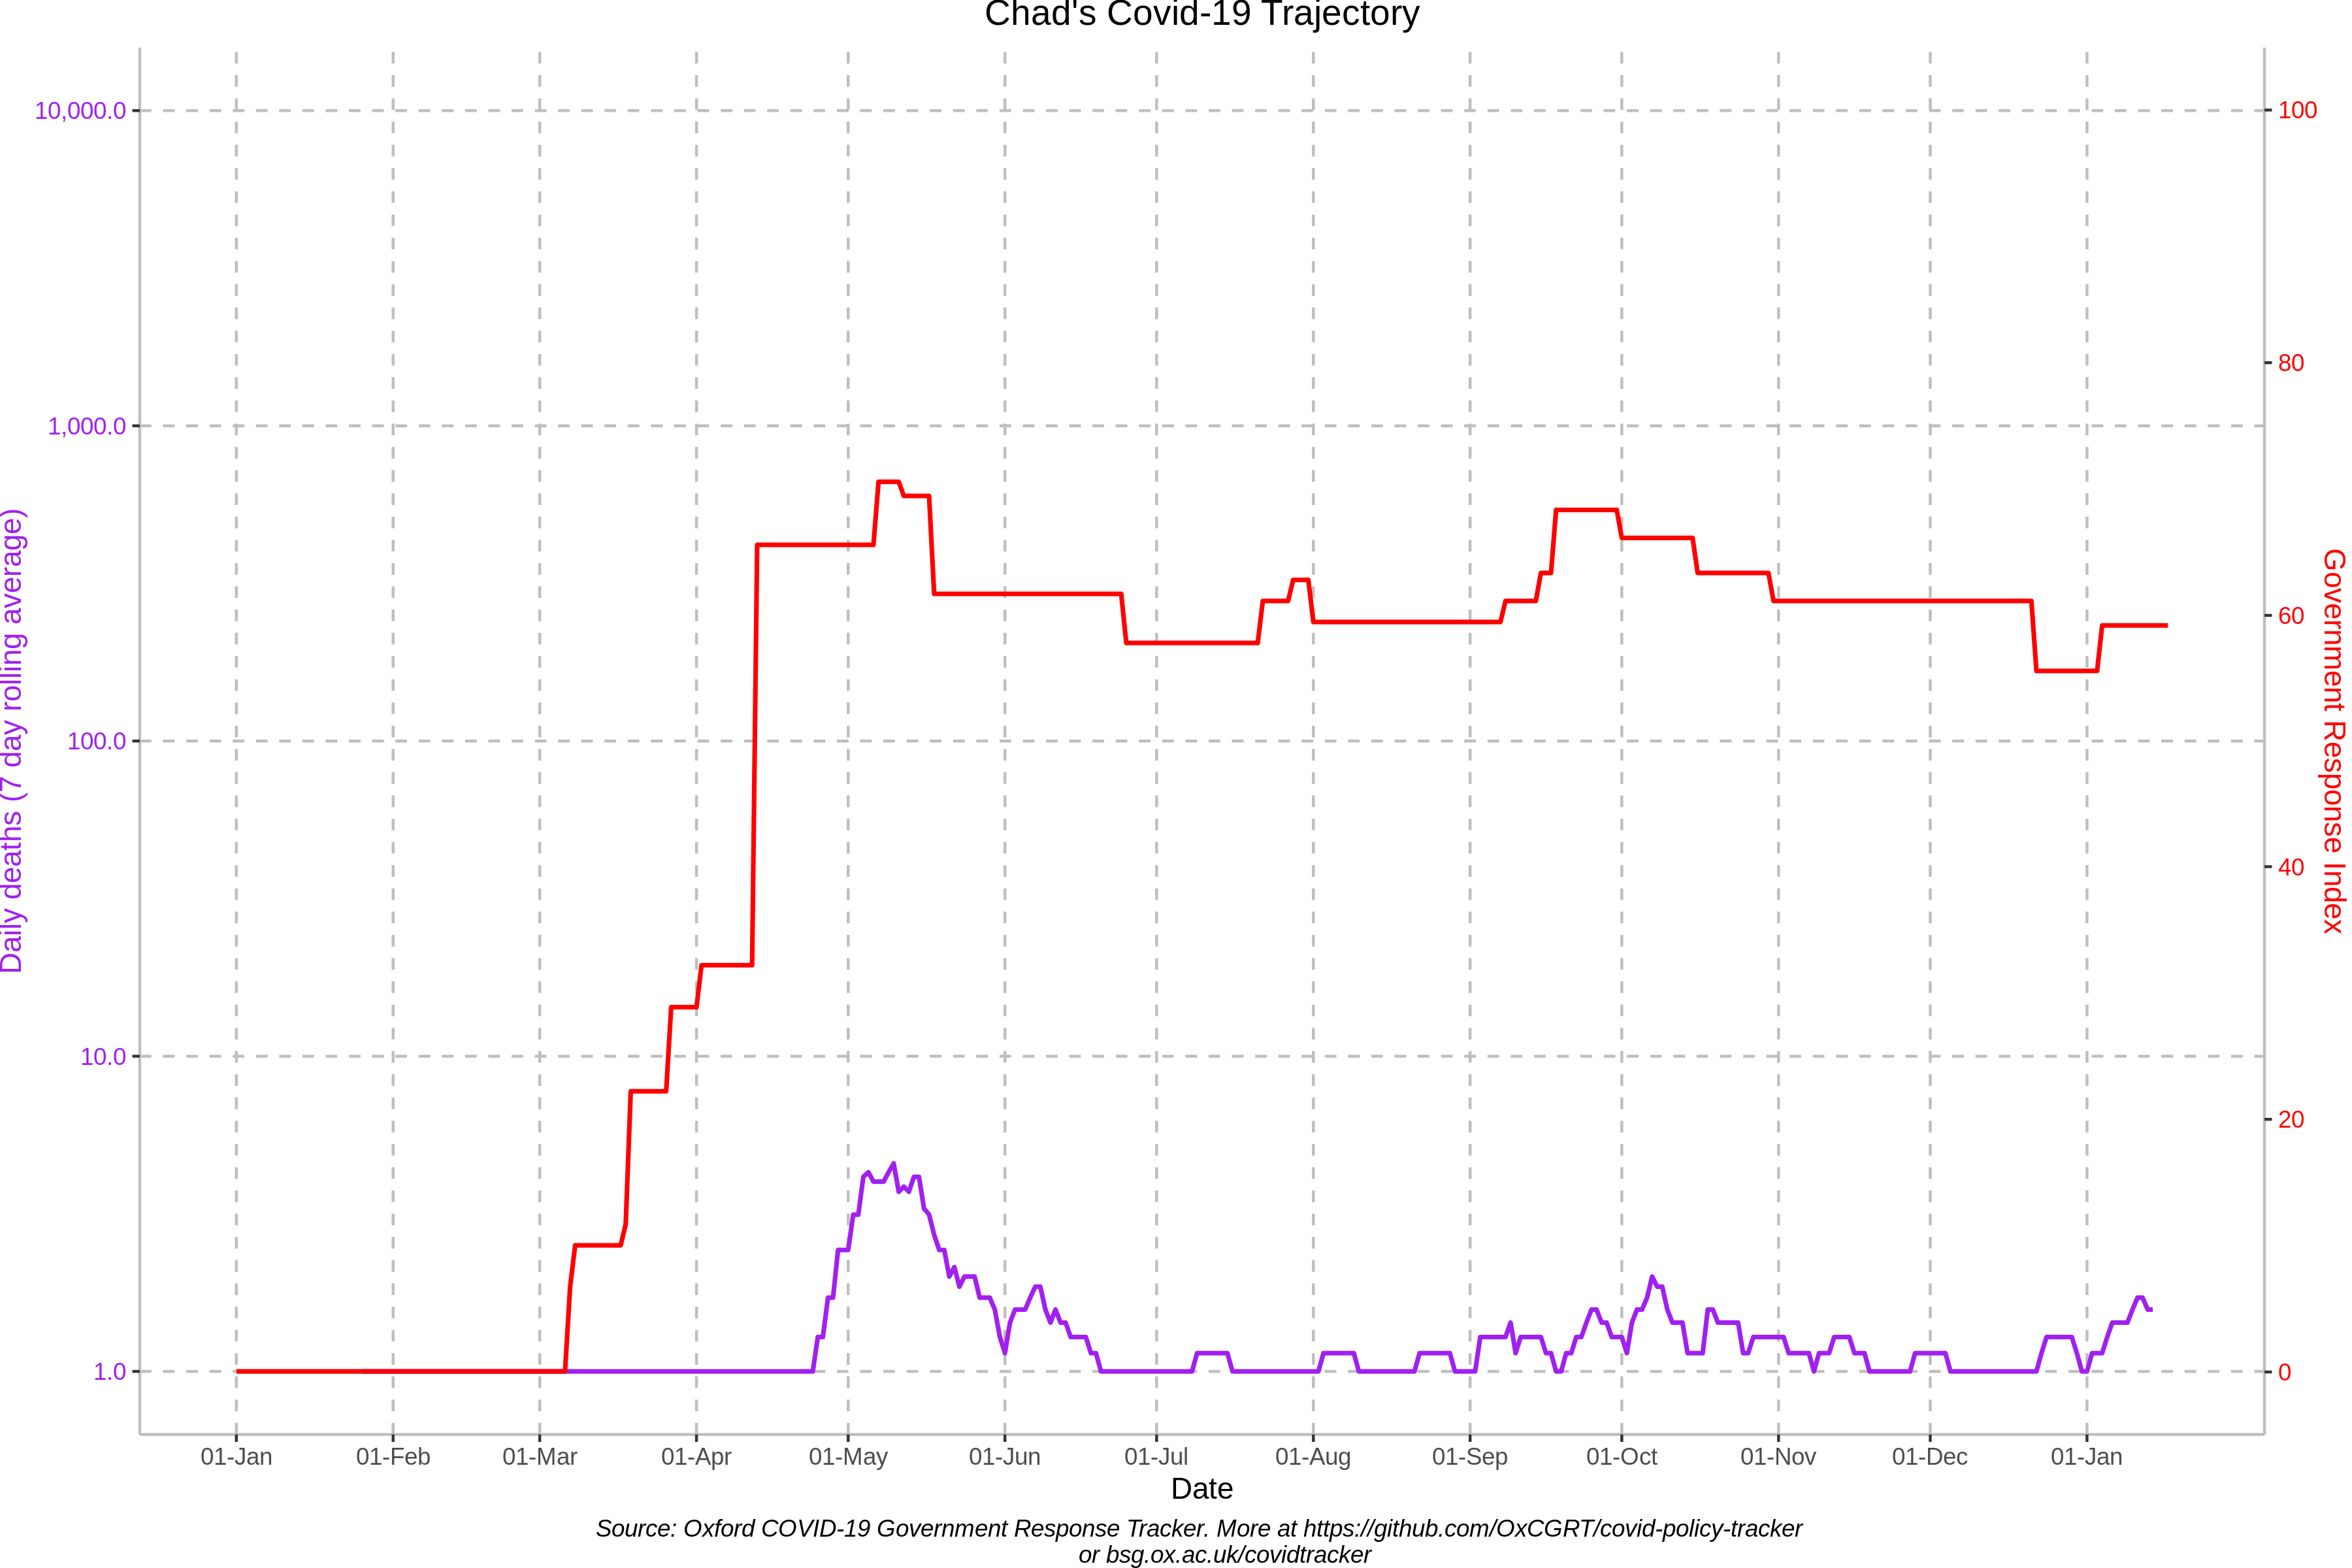 Chad's Covid-19 Trajectory
10,000.0
1,000.0
100.0
10.0
1.0
Daily deaths (7 day rolling average)
100
80
60
40
20
0
Government Response Index
01-Jan 01-Feb 01-Mar 01-Apr 01-May 01-Jun 01-Jul 01-Aug 01-Sep 01-Oct 01-Nov 01-Dec 01-Jan
Date
Source: Oxford COVID-19 Government Response Tracker. More at https://github.com/OxCGRT/covid-policy-tracker
or bsg.ox.ac.uk/covidtracker